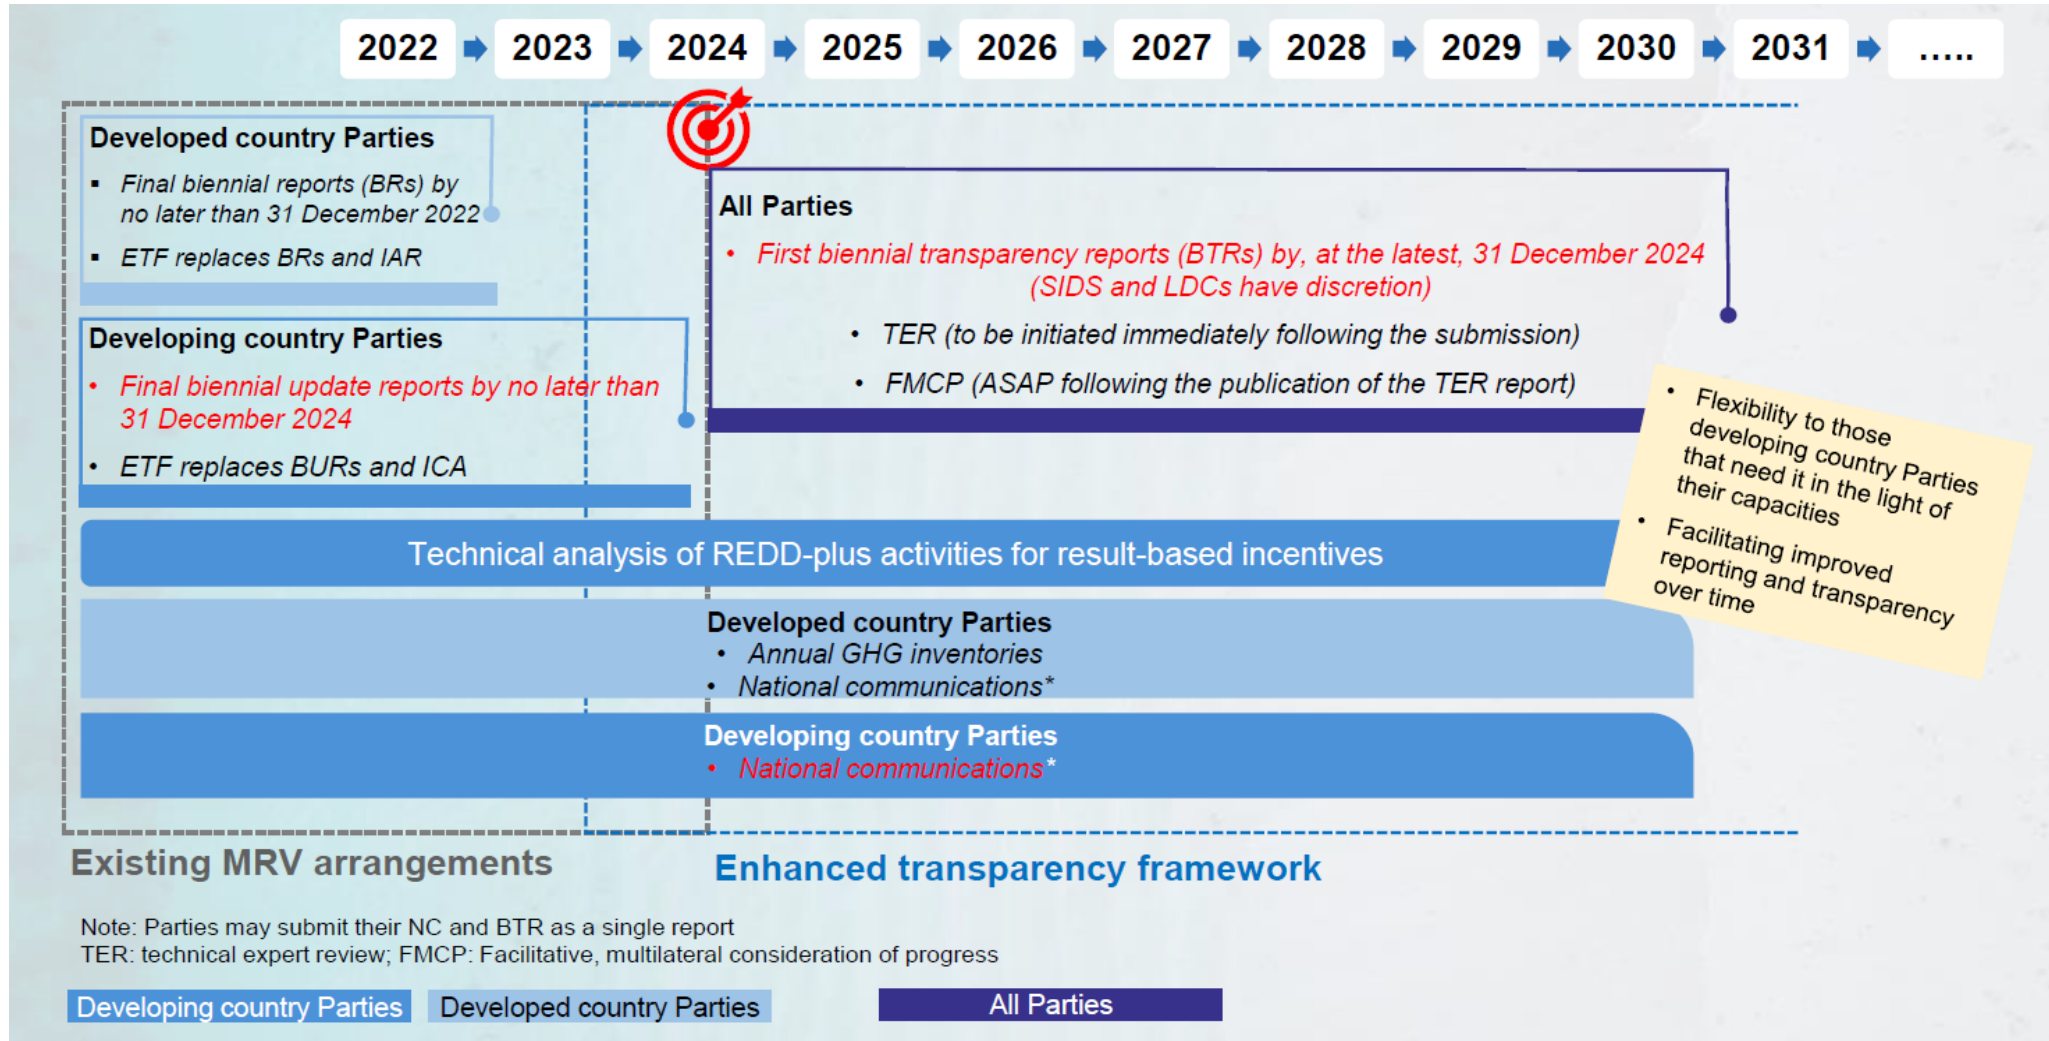 2022 2023 2024 2025 2026 2027 2028 2029 2030 2031 .....
Developed country Parties
▪ Final biennial reports (BRs) by
no later than 31 December 2022
▪ ETF replaces BRs and IAR
Developing country Parties
• Final biennial update reports by no later than
31 December 2024
• ETF replaces BURs and ICA
All Parties
• First biennial transparency reports (BTRs) by, at the latest, 31 December 2024
(SIDS and LDCs have discretion)
• TER (to be initiated immediately following the submission)
• FMCP (ASAP following the publication of the TER report)
• Flexibility to those
developing country Parties
that need it in the light of
their capacities
• Facilitating improved
reporting and transparency
over time
Technical analysis of REDD-plus activities for result-based incentives
Developed country Parties
• Annual GHG inventories
• National communications*
Developing country Parties
• National communications*
Existing MRV arrangements
Enhanced transparency framework
Note: Parties may submit their NC and BTR as a single report
TER: technical expert review; FMCP: Facilitative, multilateral consideration of progress
Developing country Parties
Developed country Parties
All Parties